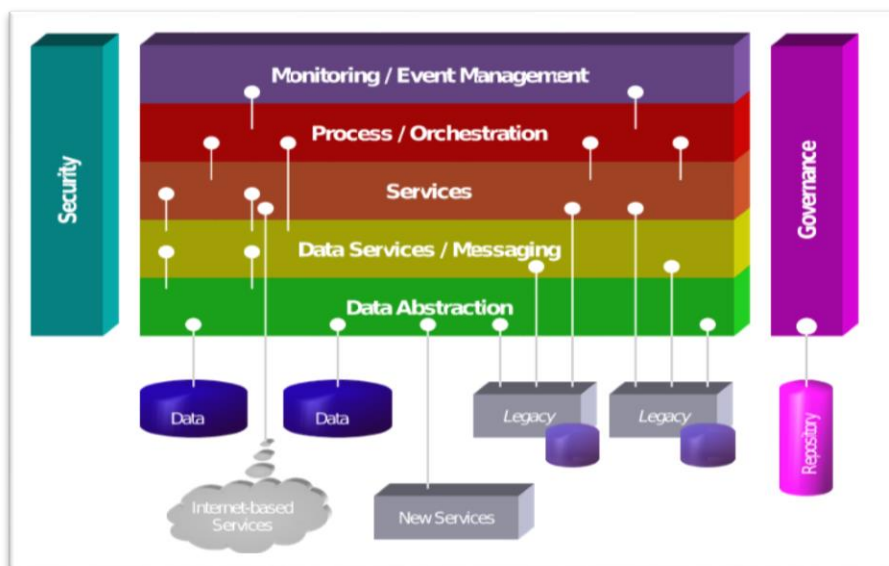 Security
Monitoring / Event Management
Process / Orchestration
Services
Data Services / Messaging
Data Abstraction
Governance
Data
Data
Legacy
Legacy
Repository
Internet-based
Services
New Services